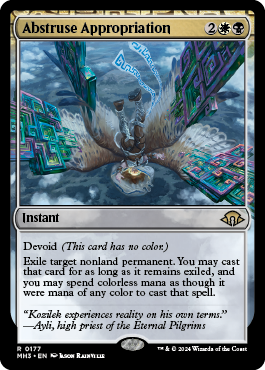 Abstruse Appropriation 2
Instant
Devoid (This card has no color.)
Exile target nonland permanent. You may cast
that card for as long as it remains exiled, and
you may spend colorless mana as though it
were mana of any color to cast that spell.
“Kozilek experiences reality on his own terms.”
—Ayli, high priest of the Eternal Pilgrims
R 0177
MH3 • EN Jason Rainville
™ & © 2024 Wizards of the Coast